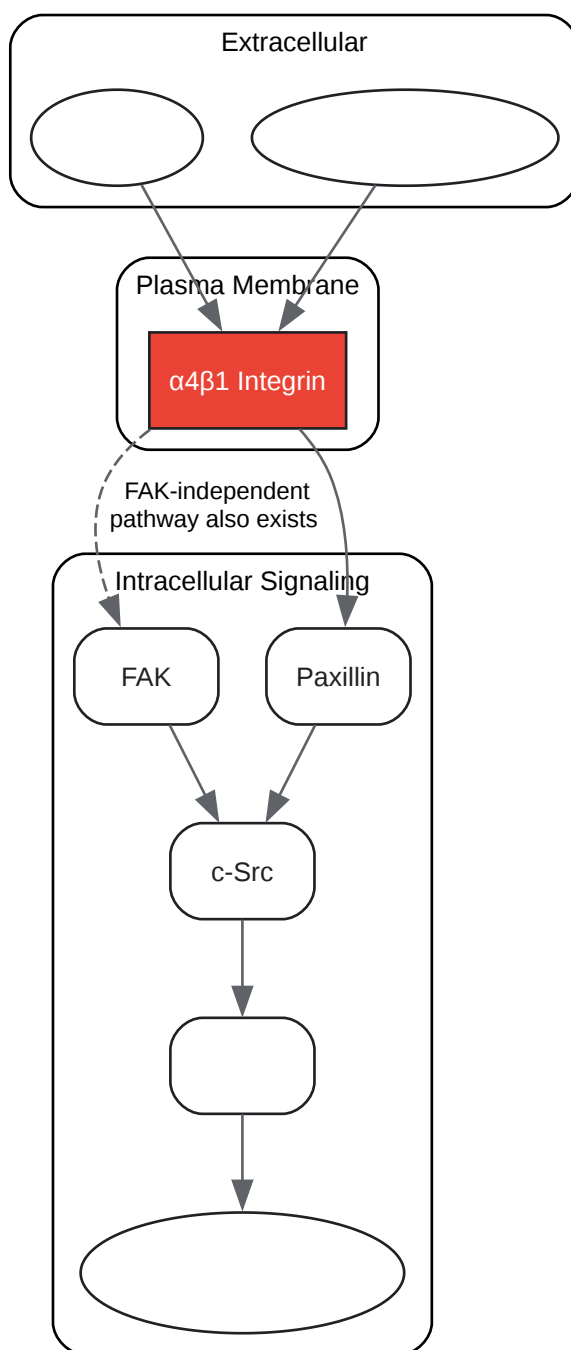 Extracellular
Plasma Membrane
α4β1 Integrin
FAK-independent
pathway also exists
Intracellular Signaling
FAK
Paxillin
c-Src